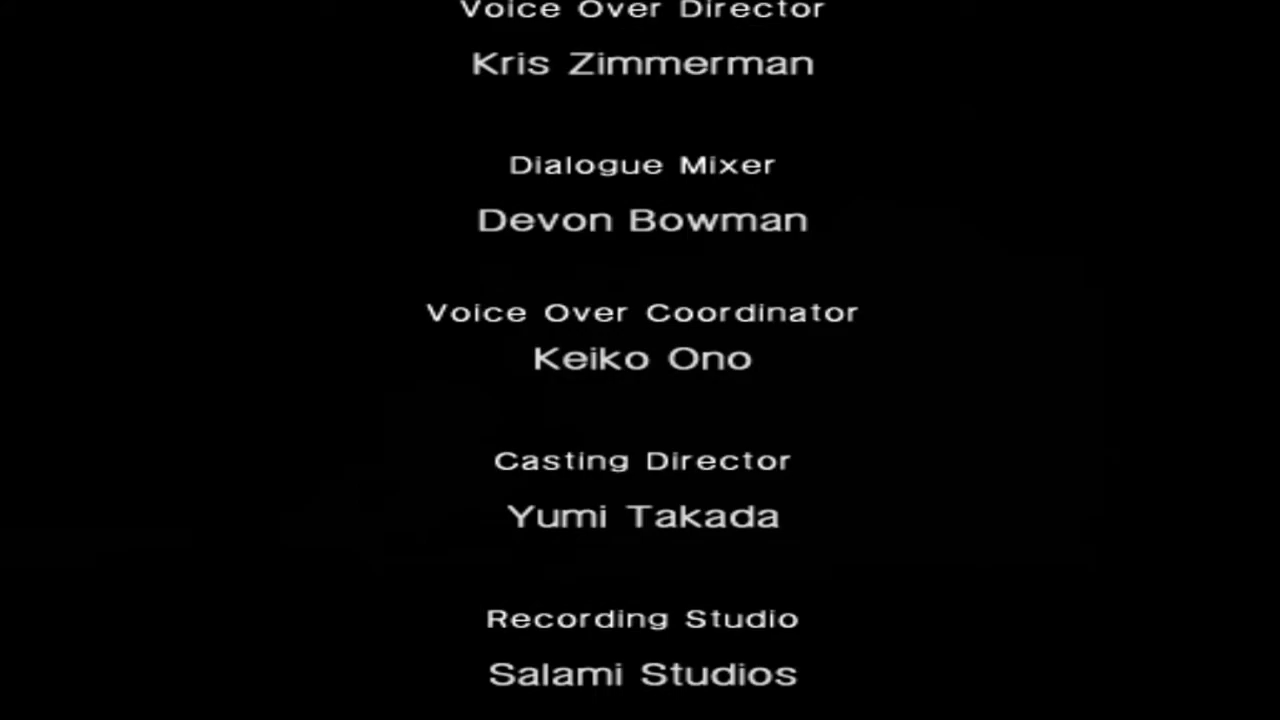 Voice Over Director
Kris Zimmerman
Dialogue Mixer
Devon Bowman
Voice Over Coordinator
Keiko Ono
Casting Director
Yumi Takada
Recording Studio
Salami Studios